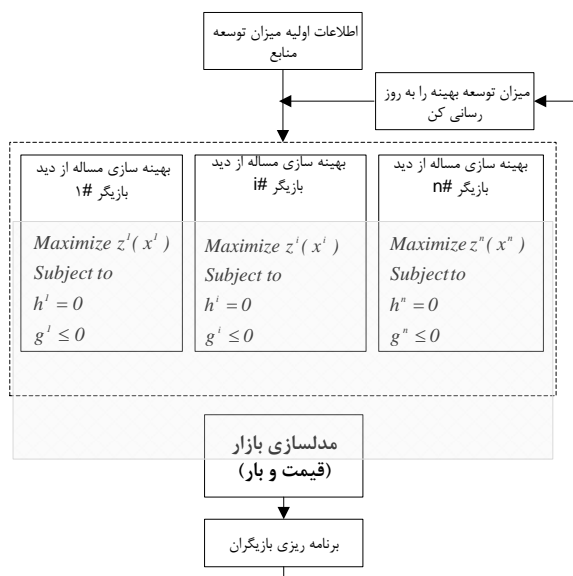 اطلاعات اولیه میزان توسعه
منابع
میزان توسعه بهینه را به روز
رسانی کن
بهینه سازی مساله از دید
بازیگر #۱
Maximize z¹(x¹)
Subject to
h¹ = 0
g¹ ≤ 0
بهینه سازی مساله از دید
بازیگر #i
Maximize zⁱ(xⁱ)
Subject to
hⁱ = 0
gⁱ ≤ 0
بهینه سازی مساله از دید
بازیگر #n
Maximize zⁿ(xⁿ)
Subject to
hⁿ = 0
gⁿ ≤ 0
مدلسازی بازار
(قیمت و بار)
برنامه ریزی بازیگران